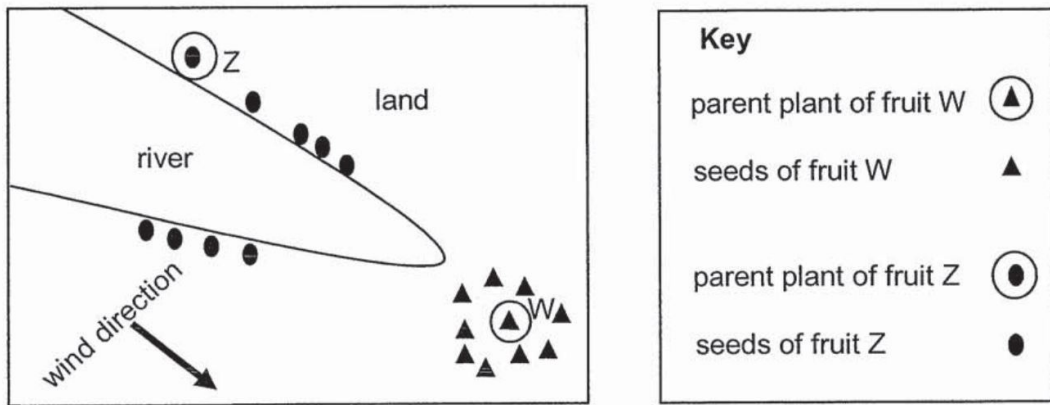 Z
land
river
W
wind direction
Key
parent plant of fruit W
seeds of fruit W
parent plant of fruit Z
seeds of fruit Z